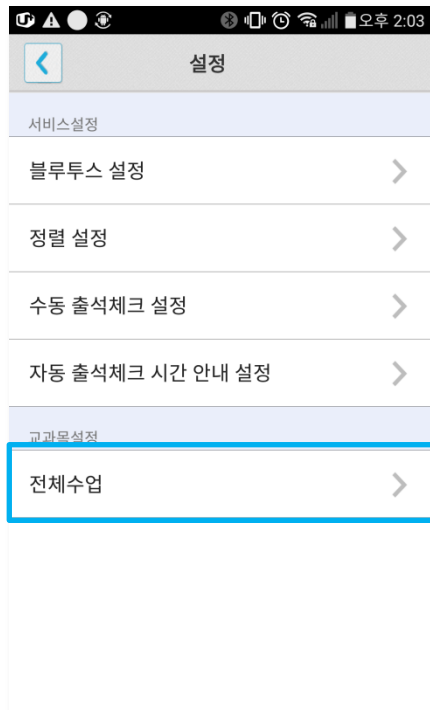 오후 2:03
설정
서비스설정
블루투스 설정
정렬 설정
수동 출석체크 설정
자동 출석체크 시간 안내 설정
교과목설정
전체수업